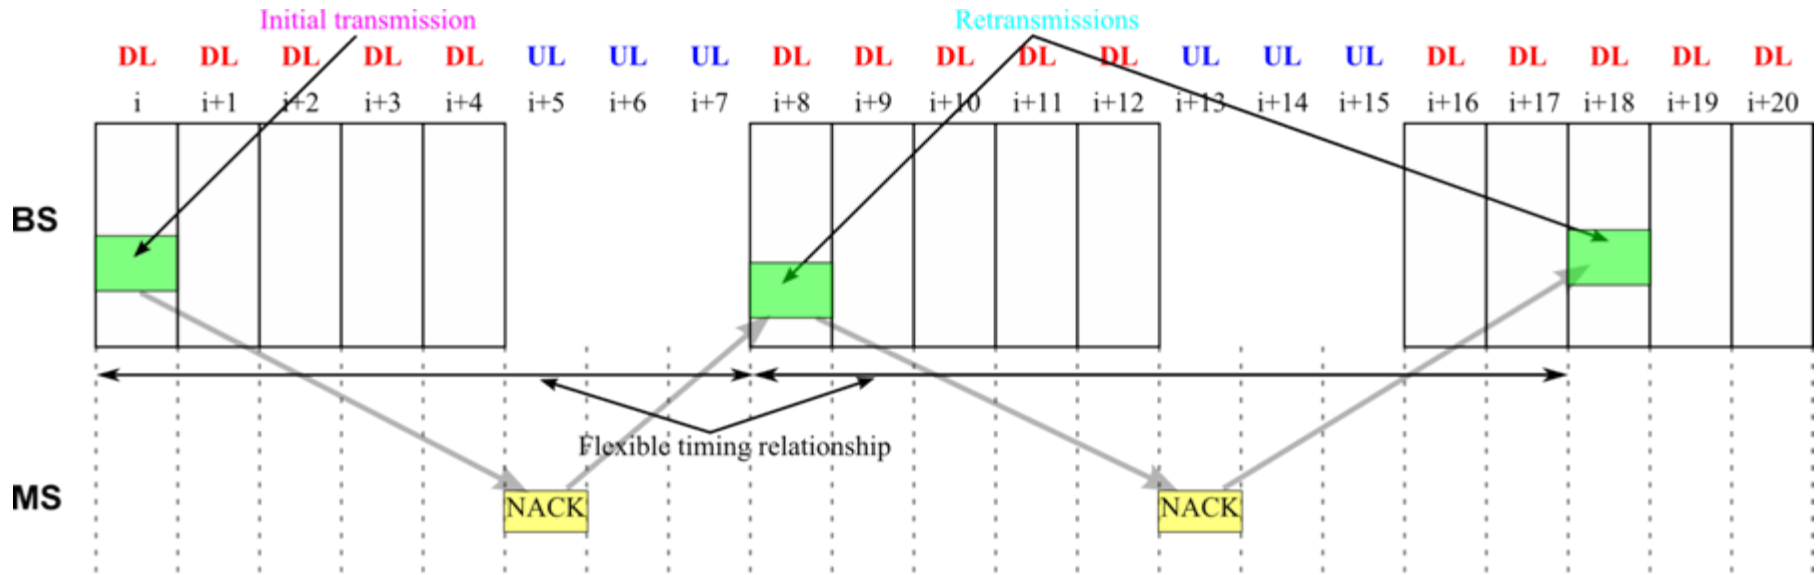 Initial transmission Retransmissions
DL DL DL DL DL UL UL UL DL DL DL DL DL UL UL UL DL DL DL DL DL
i i+1 i+2 i+3 i+4 i+5 i+6 i+7 i+8 i+9 i+10 i+11 i+12 i+13 i+14 i+15 i+16 i+17 i+18 i+19 i+20
BS
Flexible timing relationship
MS
NACK NACK